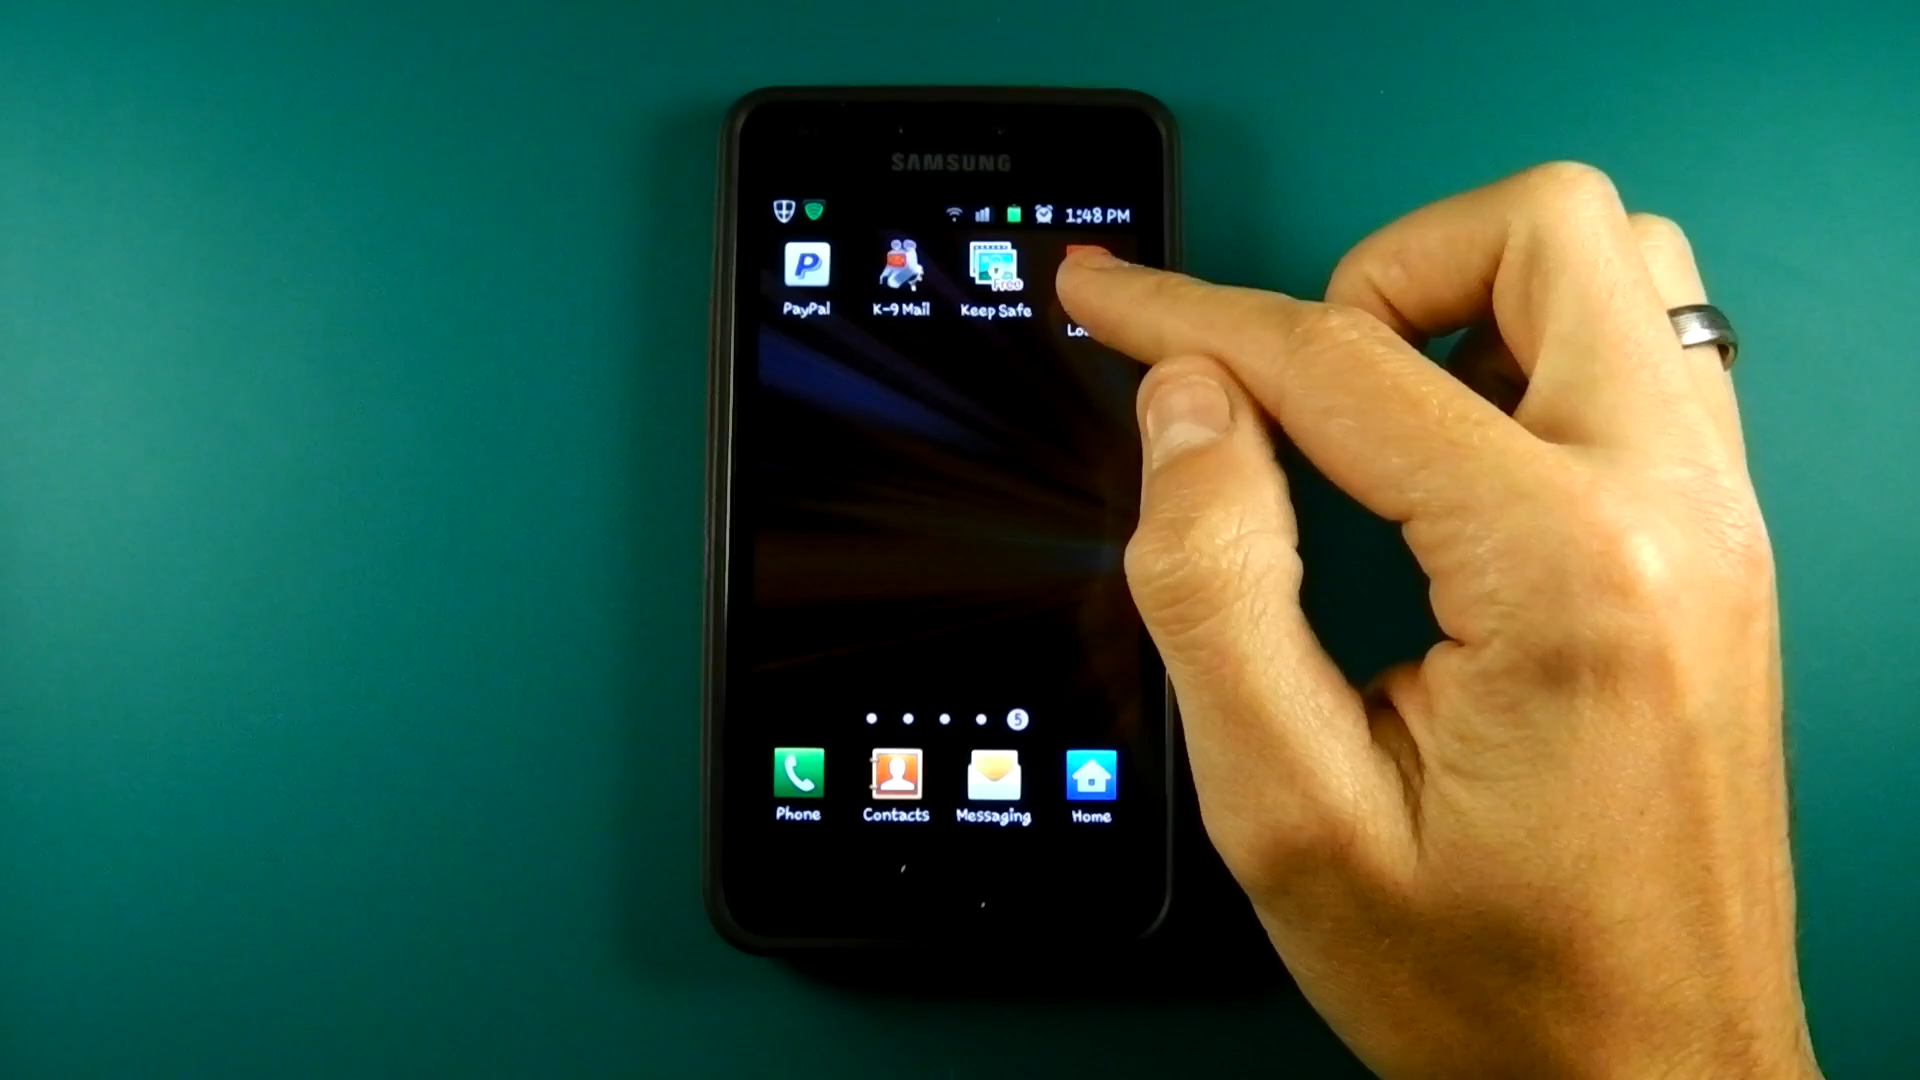 SAMSUNG
1:48 PM
PayPal
K-9 Mail
Free
Keep Safe
5
Phone
Contacts
Messaging
Home